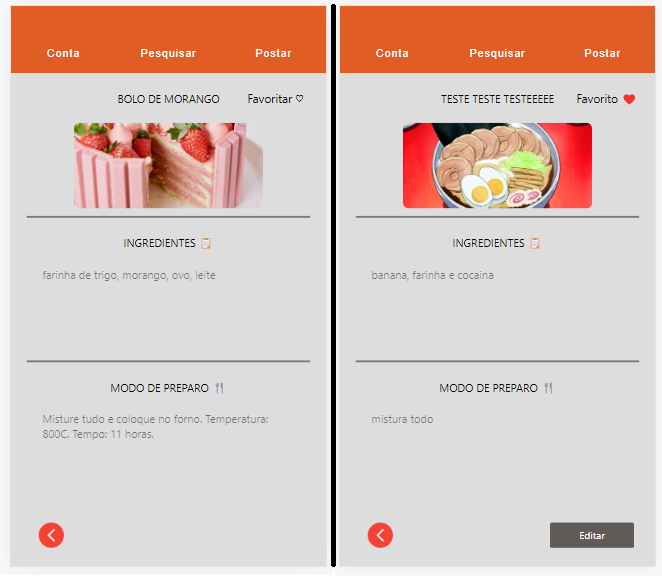 Conta Pesquisar Postar
BOLO DE MORANGO Favoritar ♡
INGREDIENTES 📋
farinha de trigo, morango, ovo, leite
MODO DE PREPARO 🍴
Misture tudo e coloque no forno. Temperatura:
800C. Tempo: 11 horas.
Conta Pesquisar Postar
TESTE TESTE TESTEEEEE Favorito ❤
INGREDIENTES 📋
banana, farinha e cocaina
MODO DE PREPARO 🍴
mistura todo
Editar